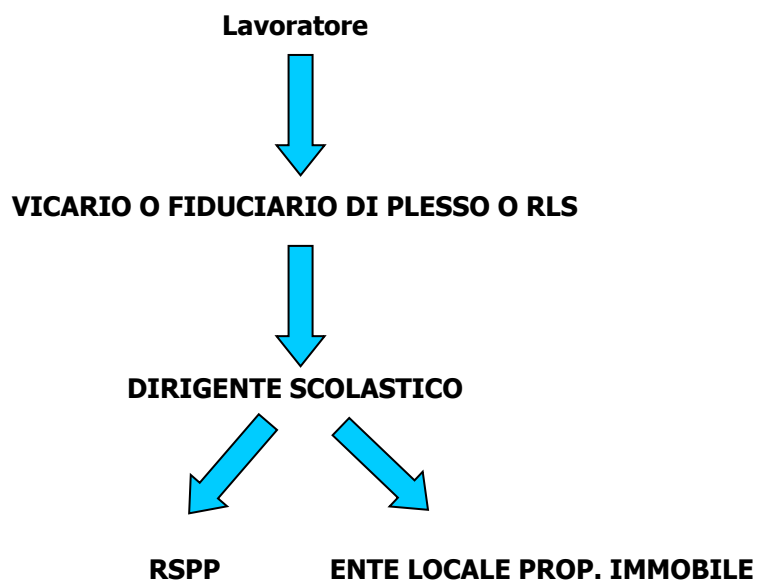 Lavoratore
VICARIO O FIDUCIARIO DI PLESSO O RLS
DIRIGENTE SCOLASTICO
RSPP ENTE LOCALE PROP. IMMOBILE